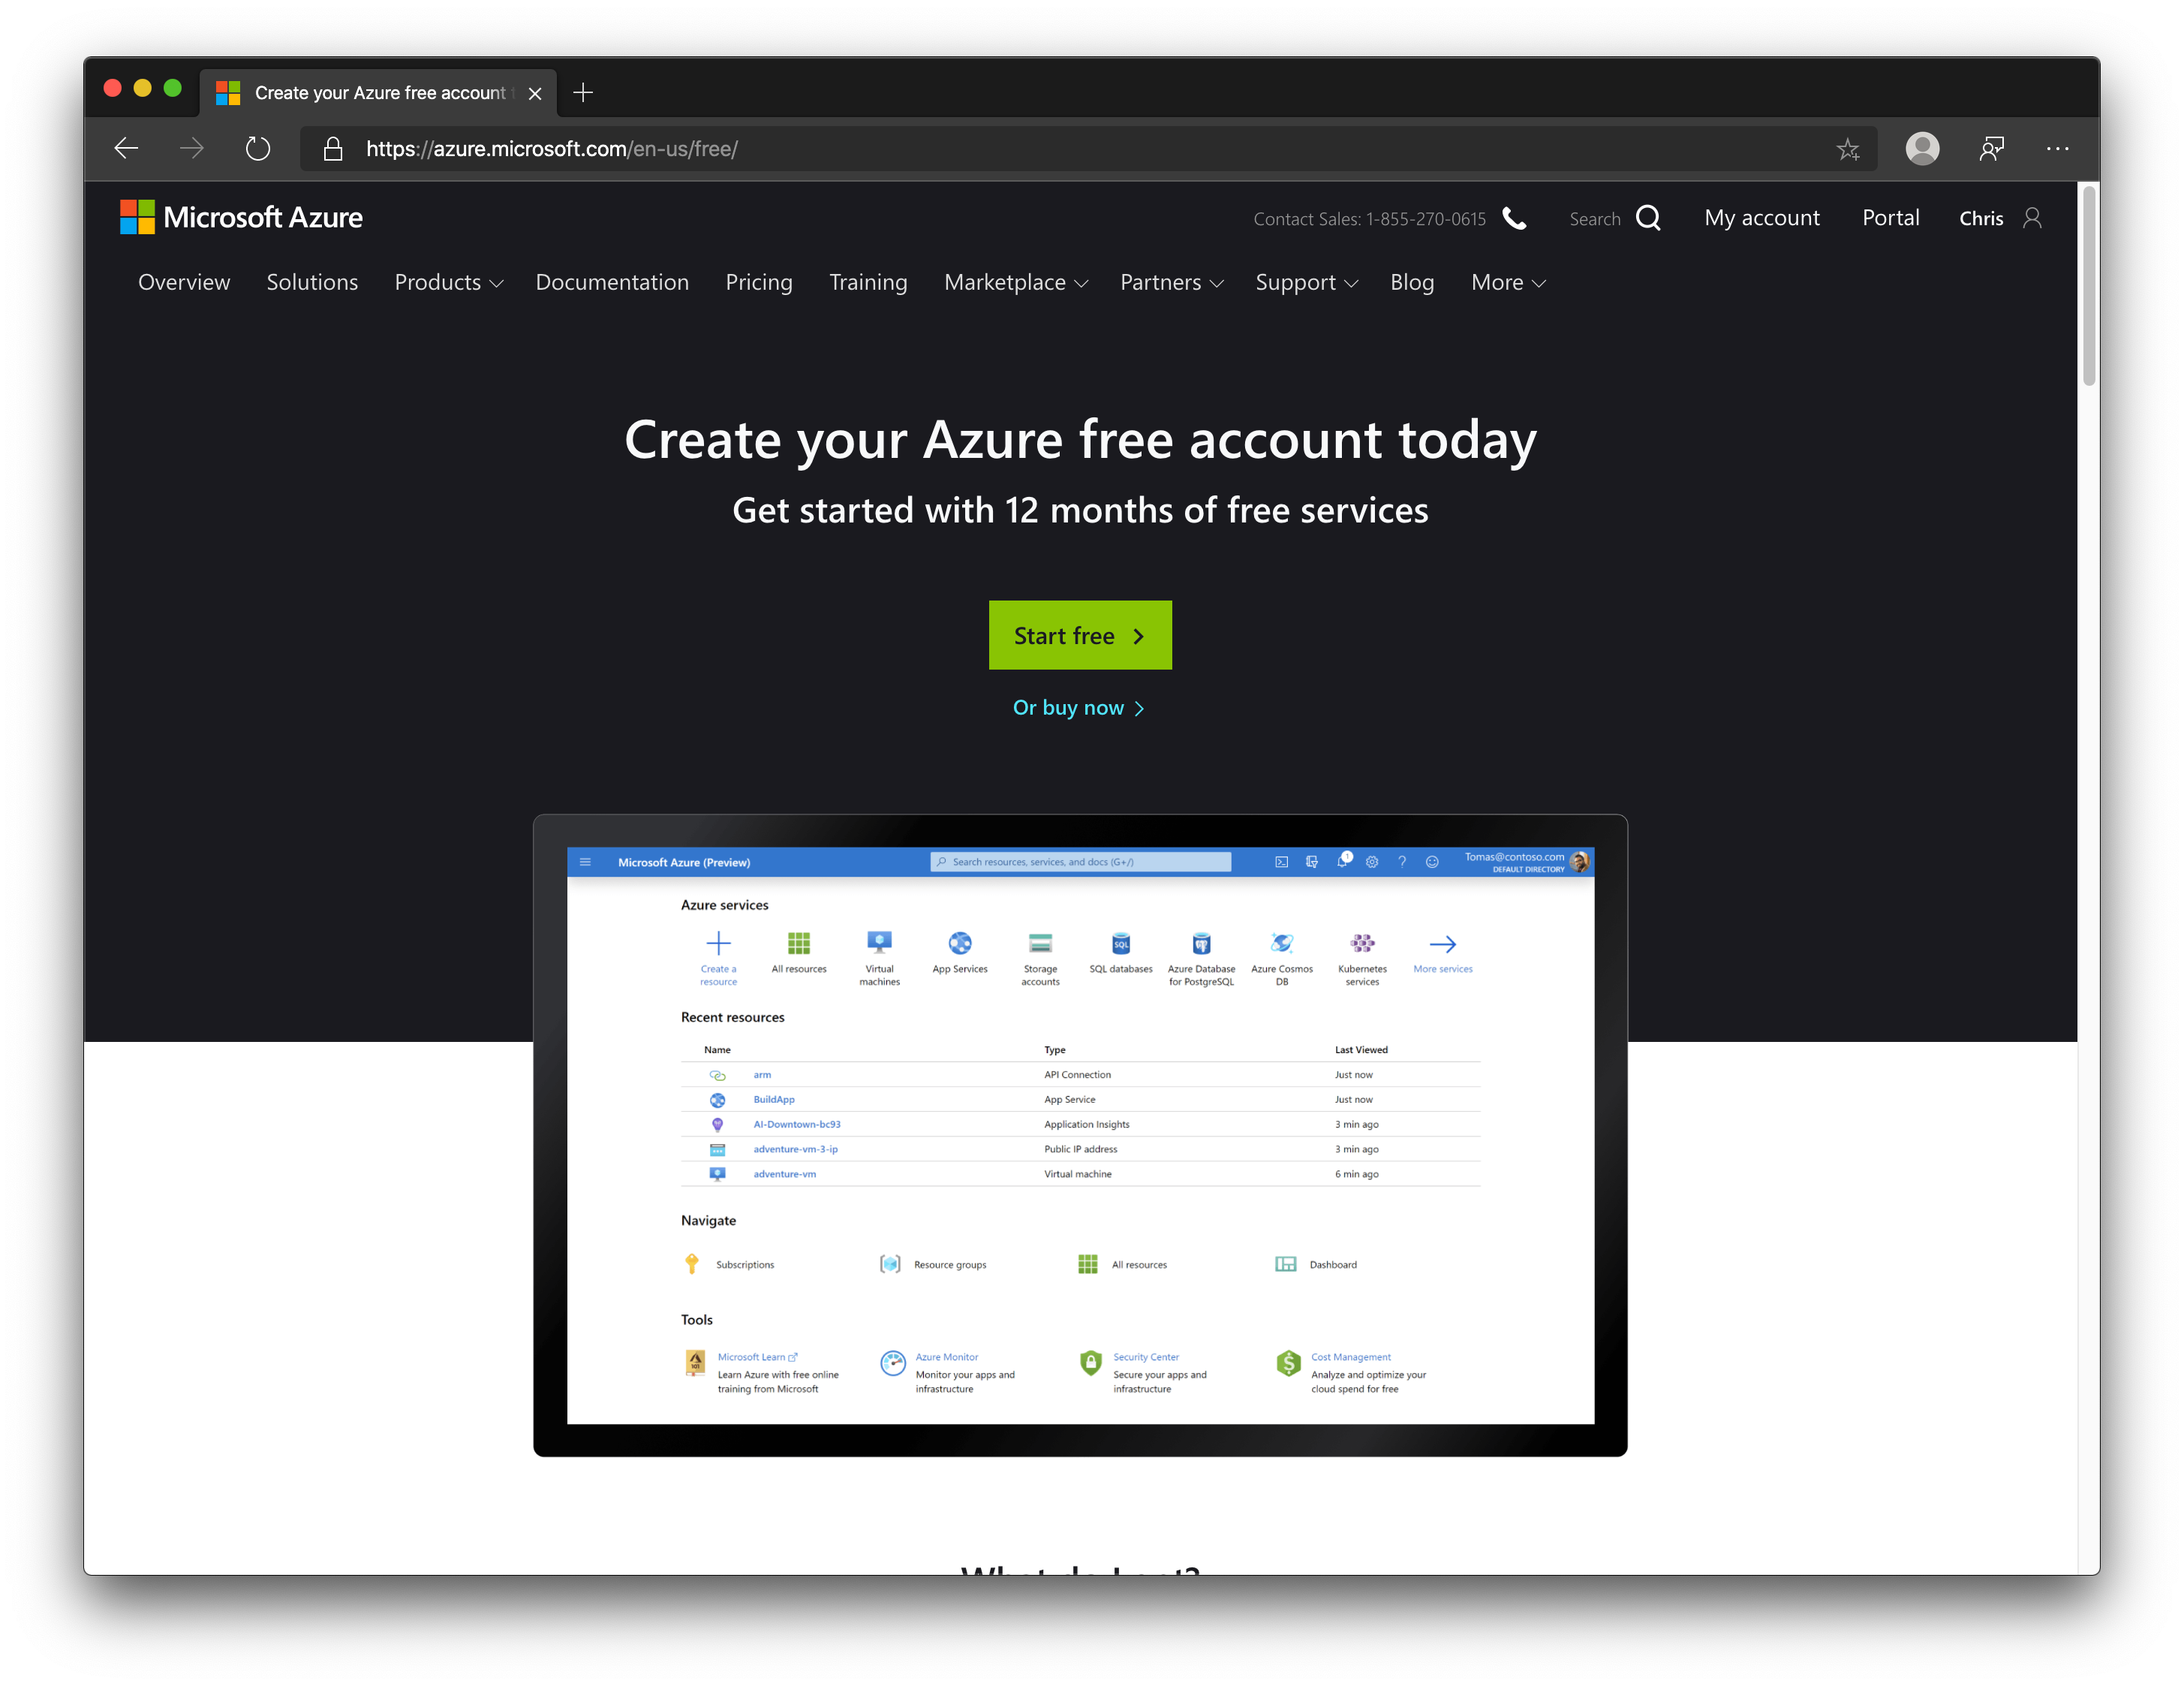 Create your Azure free account
https://azure.microsoft.com/en-us/free/
Microsoft Azure
Contact Sales: 1-855-270-0615 Search My account Portal Chris
Overview Solutions Products Documentation Pricing Training Marketplace Partners Support Blog More
Create your Azure free account today
Get started with 12 months of free services
Start free
Or buy now
Microsoft Azure (Preview)
Search resources, services, and docs (G+/)
1
Tomas@contoso.com
DEFAULT DIRECTORY
Azure services
SQL
Create a resource
All resources
Virtual machines
App Services
Storage accounts
SQL databases
Azure Database for PostgreSQL
Azure Cosmos DB
Kubernetes services
More services
Recent resources
Name Type Last Viewed
arm API Connection Just now
BuildApp App Service Just now
AI-Downtown-bc93 Application Insights 3 min ago
adventure-vm-3-ip Public IP address 3 min ago
adventure-vm Virtual machine 6 min ago
Navigate
Subscriptions Resource groups All resources Dashboard
Tools
101
Microsoft Learn
Learn Azure with free online
training from Microsoft
Azure Monitor
Monitor your apps and
infrastructure
Security Center
Secure your apps and
infrastructure
$
Cost Management
Analyze and optimize your
cloud spend for free
What do I get?